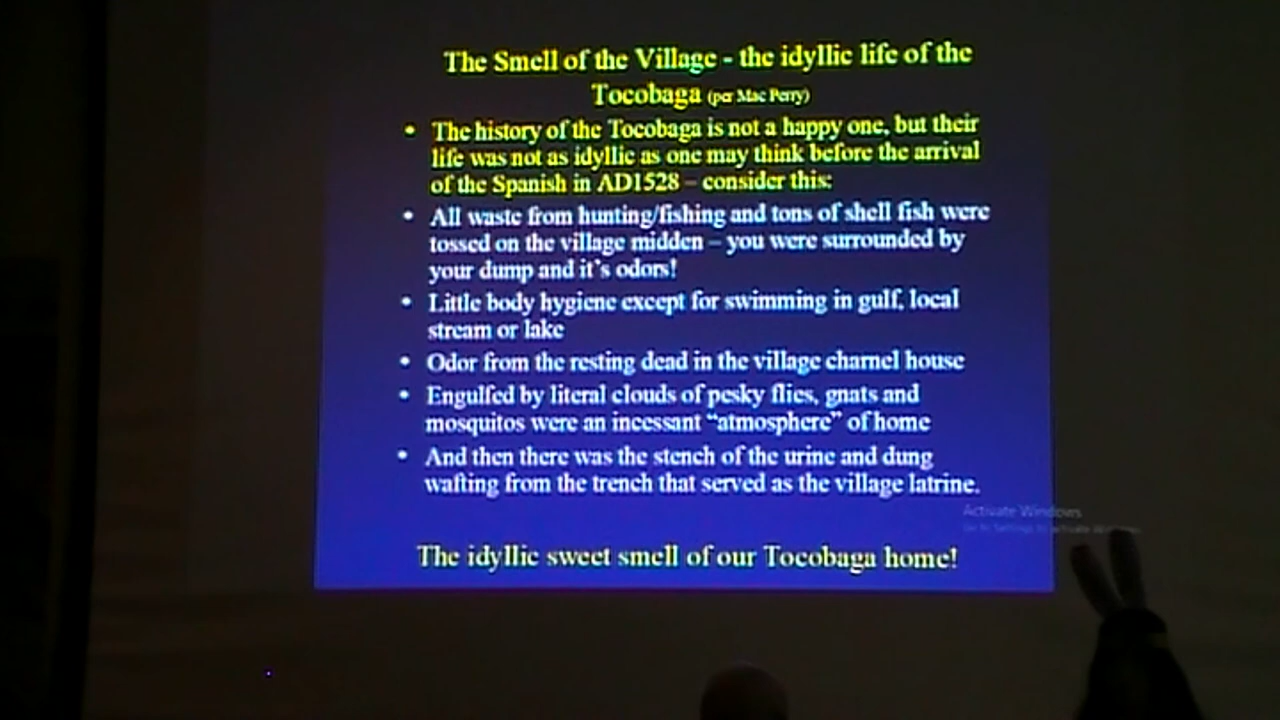 The Smell of the Village - the idyllic life of the
Tocobaga (per Mac Perry)
• The history of the Tocobaga is not a happy one, but their
life was not as idyllic as one may think before the arrival
of the Spanish in AD1528 – consider this:
• All waste from hunting/fishing and tons of shell fish were
tossed on the village midden – you were surrounded by
your dump and it's odors!
• Little body hygiene except for swimming in gulf, local
stream or lake
• Odor from the resting dead in the village charnel house
• Engulfed by literal clouds of pesky flies, gnats and
mosquitos were an incessant “atmosphere” of home
• And then there was the stench of the urine and dung
wafting from the trench that served as the village latrine.
Activate Windows
Go to Settings to activate Windows.
The idyllic sweet smell of our Tocobaga home!